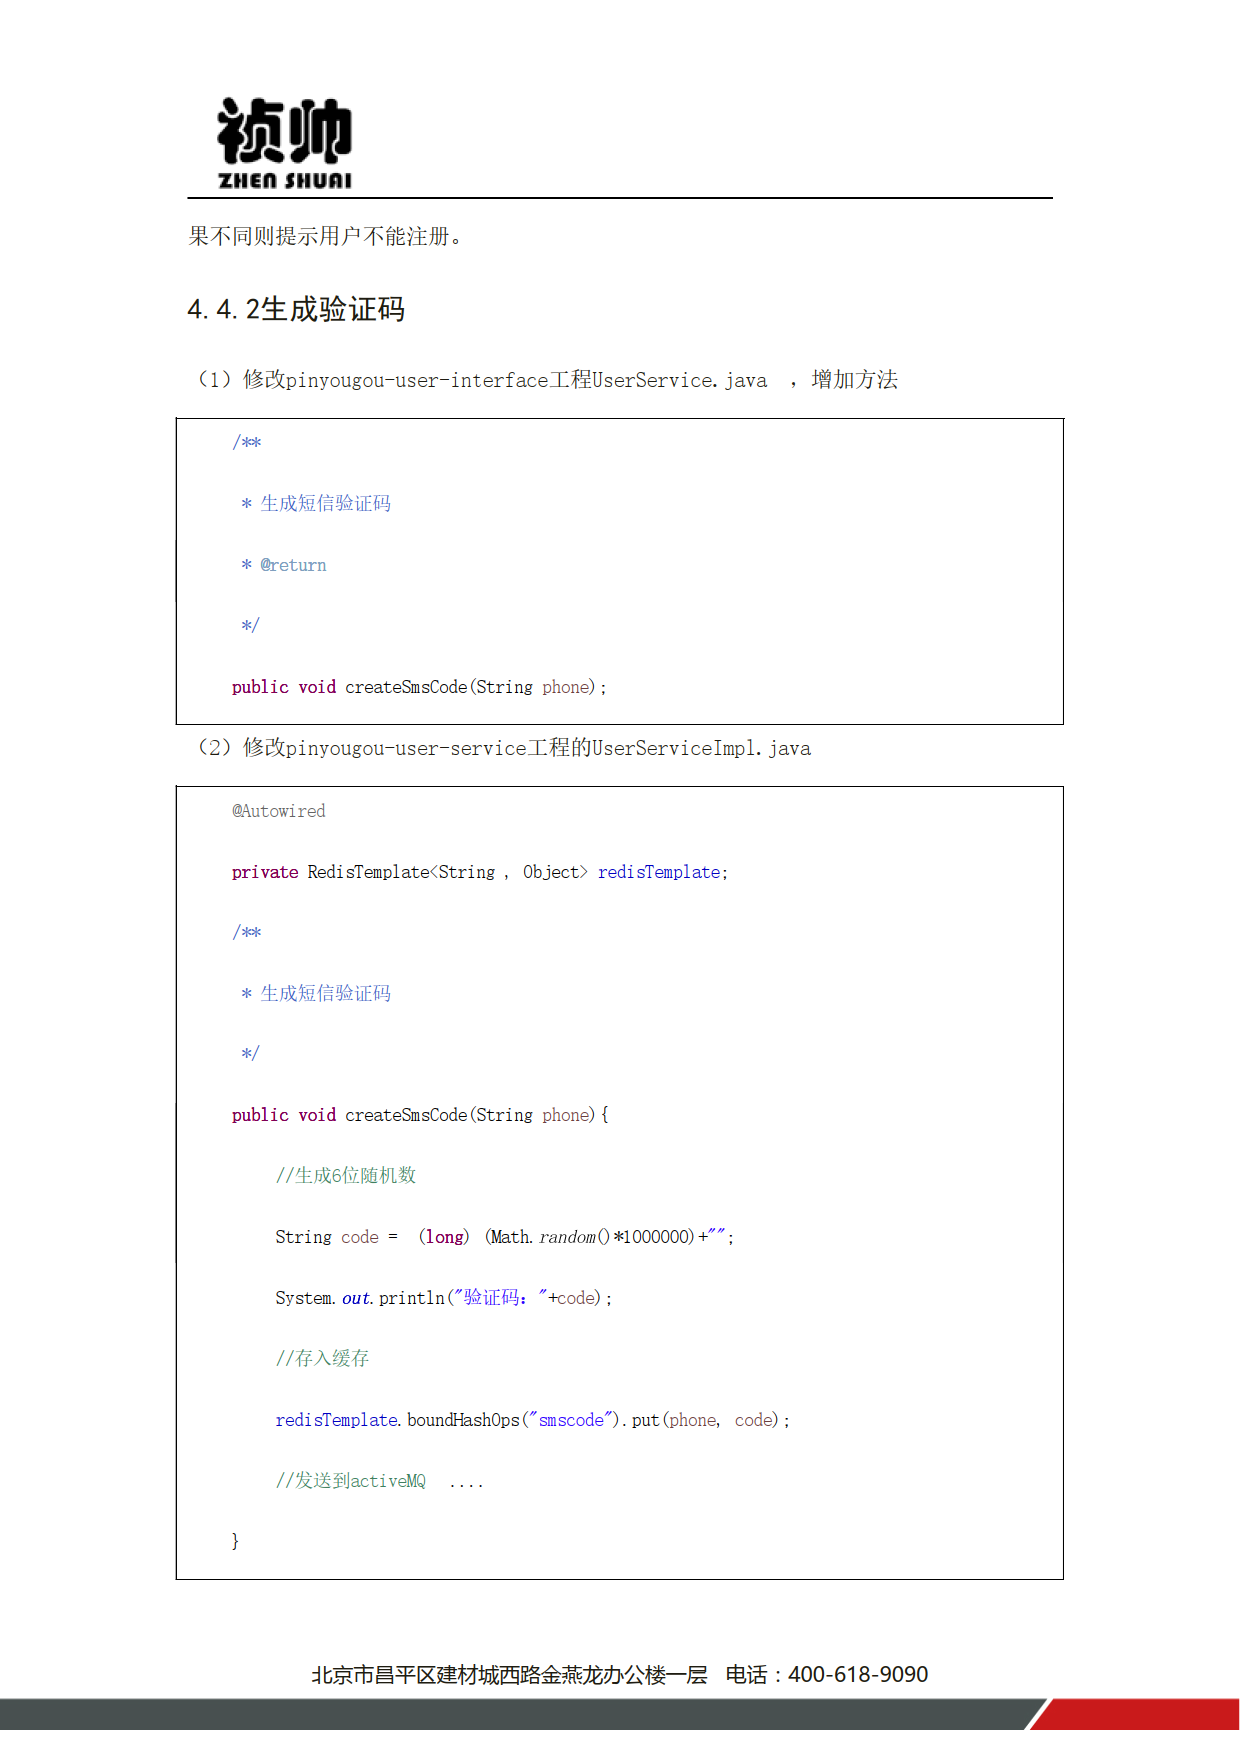 祯帅
ZHEN SHUAI
果不同则提示用户不能注册。
4.4.2生成验证码
（1）修改pinyougou-user-interface工程UserService.java  ，增加方法
/**
* 生成短信验证码
* @return
*/
public void createSmsCode(String phone);
（2）修改pinyougou-user-service工程的UserServiceImpl.java
@Autowired
private RedisTemplate<String , Object> redisTemplate;
/**
* 生成短信验证码
*/
public void createSmsCode(String phone){
//生成6位随机数
String code =  (long) (Math.random()*1000000)+"";
System.out.println("验证码："+code);
//存入缓存
redisTemplate.boundHashOps("smscode").put(phone, code);
//发送到activeMQ  ....
}
北京市昌平区建材城西路金燕龙办公楼一层  电话：400-618-9090